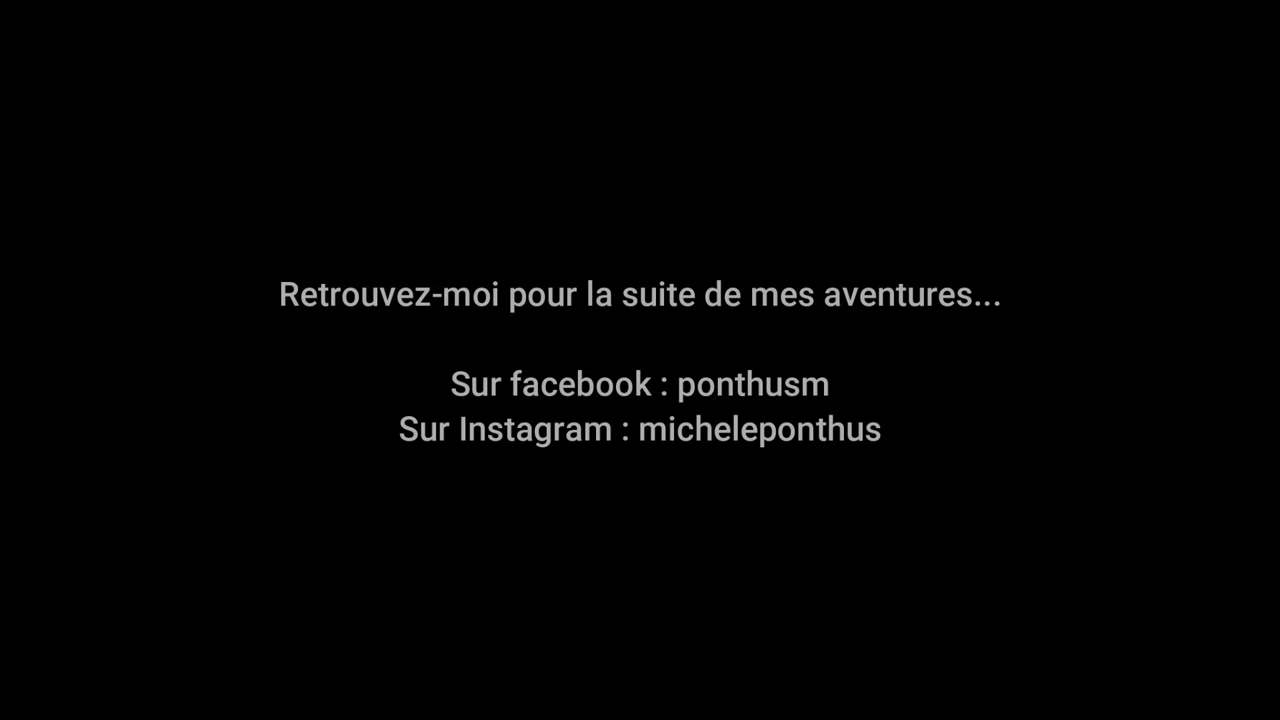 Retrouvez-moi pour la suite de mes aventures...
Sur facebook : ponthusm
Sur Instagram : micheleponthus